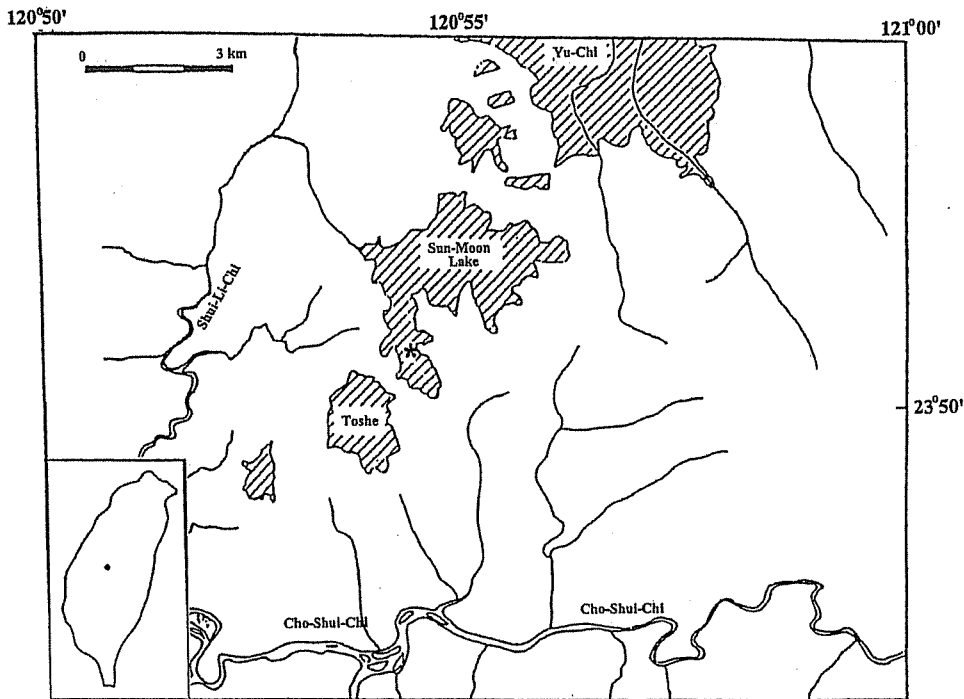 120°50'
120°55'
121°00'
0 3 km
Yu-Chi
Sun-Moon
Lake
Shui-Li-Chi
Toshe
23°50'
Cho-Shui-Chi
Cho-Shui-Chi